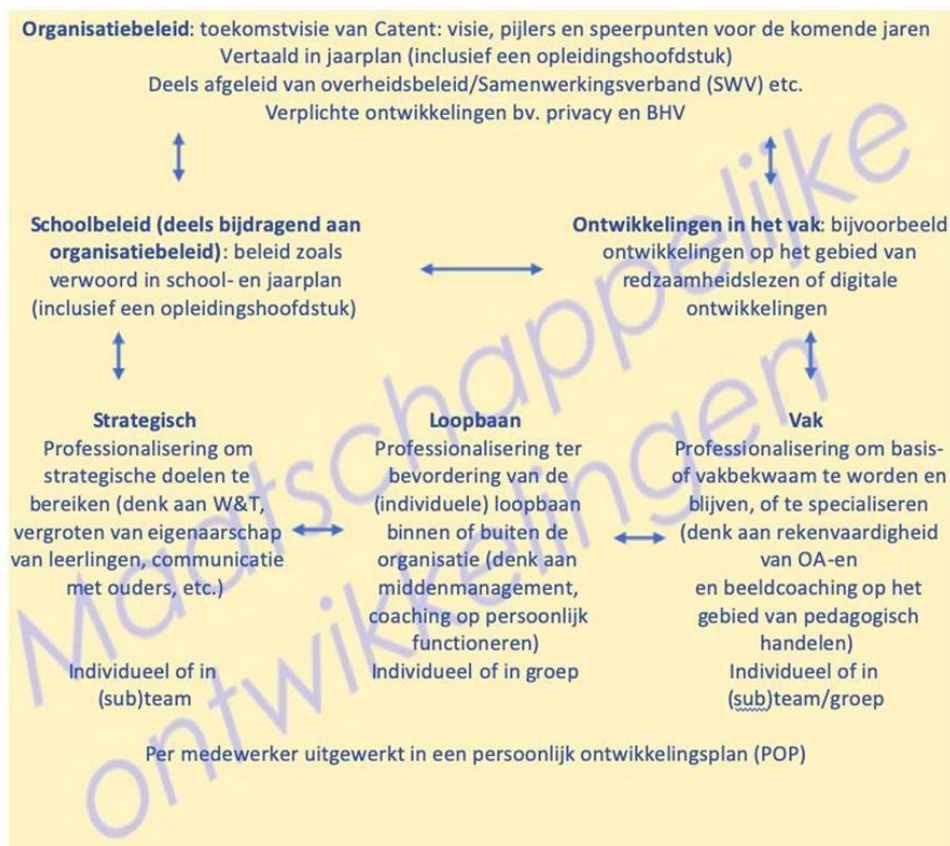 Organisatiebeleid: toekomstvisie van Catent: visie, pijlers en speerpunten voor de komende jaren
Vertaald in jaarplan (inclusief een opleidingshoofdstuk)
Deels afgeleid van overheidsbeleid/Samenwerkingsverband (SWV) etc.
Verplichte ontwikkelingen bv. privacy en BHV
Schoolbeleid (deels bijdragend aan
organisatiebeleid): beleid zoals
verwoord in school- en jaarplan
(inclusief een opleidingshoofdstuk)
Ontwikkelingen in het vak: bijvoorbeeld
ontwikkelingen op het gebied van
redzaamheidslezen of digitale
ontwikkelingen
Strategisch
Professionalisering om
strategische doelen te
bereiken (denk aan W&T,
vergroten van eigenaarschap
van leerlingen, communicatie
met ouders, etc.)
Individueel of in
(sub)team
Loopbaan
Professionalisering ter
bevordering van de
(individuele) loopbaan
binnen of buiten de
organisatie (denk aan
middenmanagement,
coaching op persoonlijk
functioneren)
Individueel of in groep
Vak
Professionalisering om basis-
of vakbekwaam te worden en
blijven, of te specialiseren
(denk aan rekenvaardigheid
van OA-en
en beeldcoaching op het
gebied van pedagogisch
handelen)
Individueel of in
(sub)team/groep
Per medewerker uitgewerkt in een persoonlijk ontwikkelingsplan (POP)
Maatschappelijke
ontwikkelingen